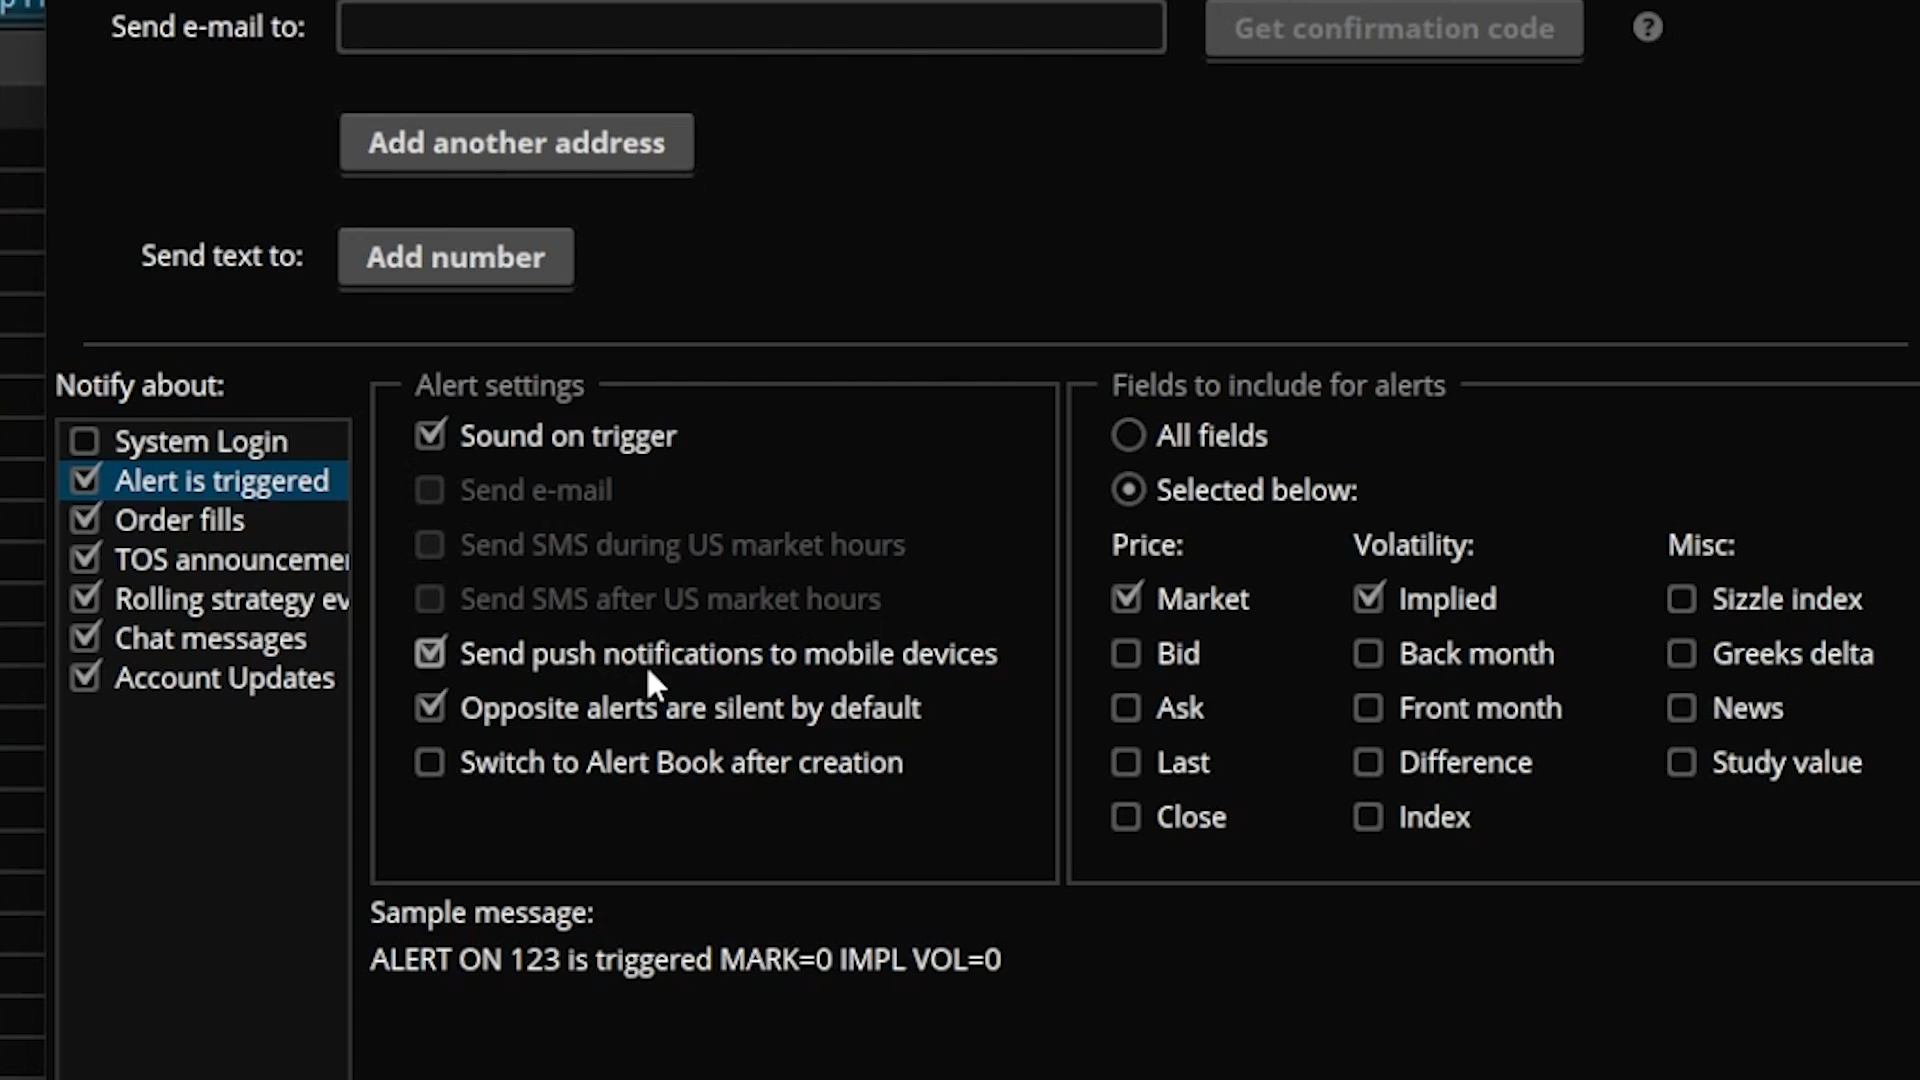 Send e-mail to: Get confirmation code ?
Add another address
Send text to: Add number
Notify about:
System Login
Alert is triggered
Order fills
TOS announcemer
Rolling strategy ev
Chat messages
Account Updates
Alert settings
Sound on trigger
Send e-mail
Send SMS during US market hours
Send SMS after US market hours
Send push notifications to mobile devices
Opposite alerts are silent by default
Switch to Alert Book after creation
Fields to include for alerts
All fields
Selected below:
Price: Volatility: Misc:
Market Implied Sizzle index
Bid Back month Greeks delta
Ask Front month News
Last Difference Study value
Close Index
Sample message:
ALERT ON 123 is triggered MARK=0 IMPL VOL=0